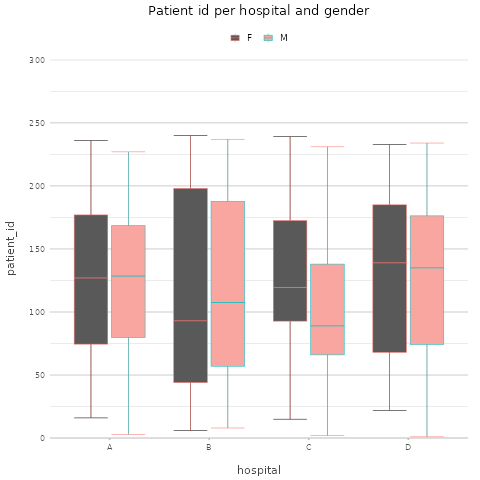 Patient id per hospital and gender
F M
300
250
200
150
100
50
0
patient_id
A B C D
hospital